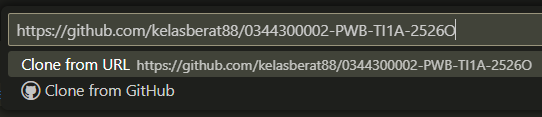 https://github.com/kelasberat88/0344300002-PWB-TI1A-2526O
Clone from URL https://github.com/kelasberat88/0344300002-PWB-TI1A-2526O
Clone from GitHub